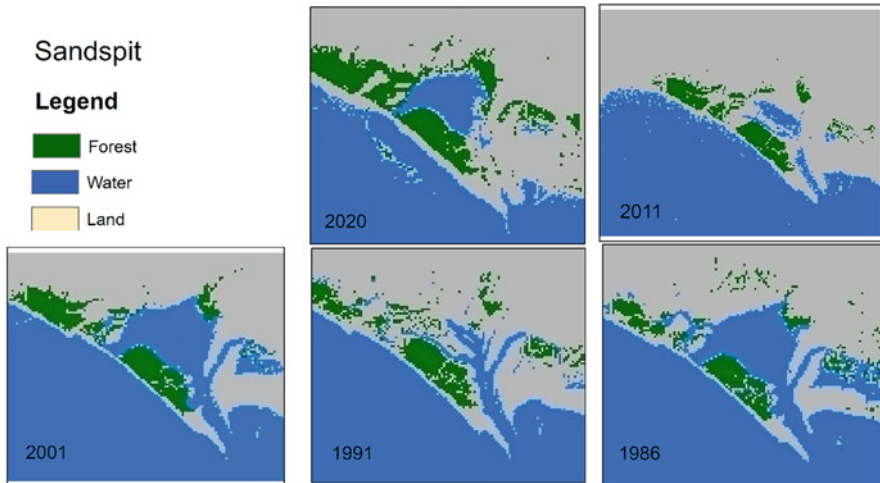 Sandspit
Legend
Forest
Water
Land
2020
2011
2001
1991
1986